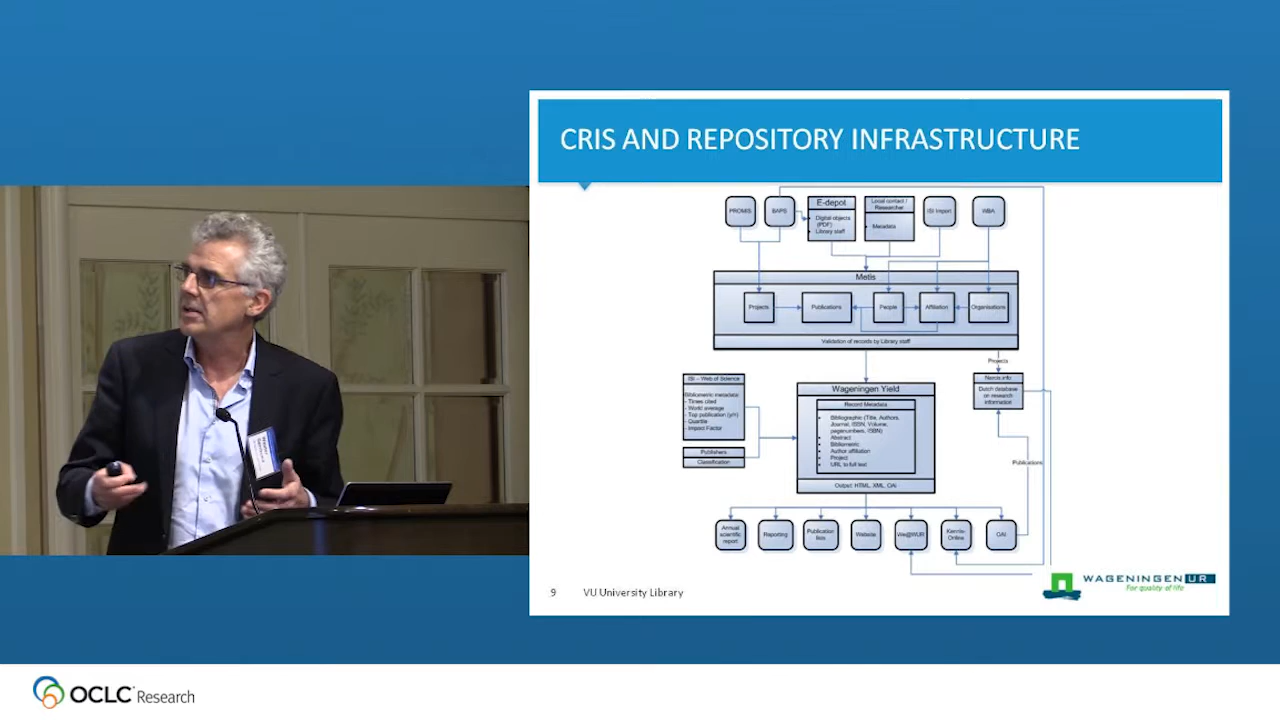 CRIS AND REPOSITORY INFRASTRUCTURE
PROMIS
BAPS
E-depot
• Digital objects
(PDF)
• Library staff
Local contact /
Researcher
• Metadata
ISI Import
WBA
Metis
Projects
Publications
People
Affiliation
Organisations
Validation of records by Library staff
Projects
ISI – Web of Science
Bibliometric metadata:
- Times cited
- World average
- Top publication (y/n)
- Quartile
- Impact Factor
Publishers
Classification
Wageningen Yield
Record Metadata
• Bibliographic (Title, Authors,
Journal, ISSN, Volume,
pagenumbers, ISBN)
• Abstract
• Bibliometric
• Author affiliation
• Project
• URL to full text
Output: HTML, XML, OAI
Narcis.info
Dutch database
on research
information
Publications
Annual
scientific
report
Reporting
Publication
lists
Website
We@WUR
Kennis-
Online
OAI
9 VU University Library
WAGENINGEN UR
For quality of life
OCLC Research